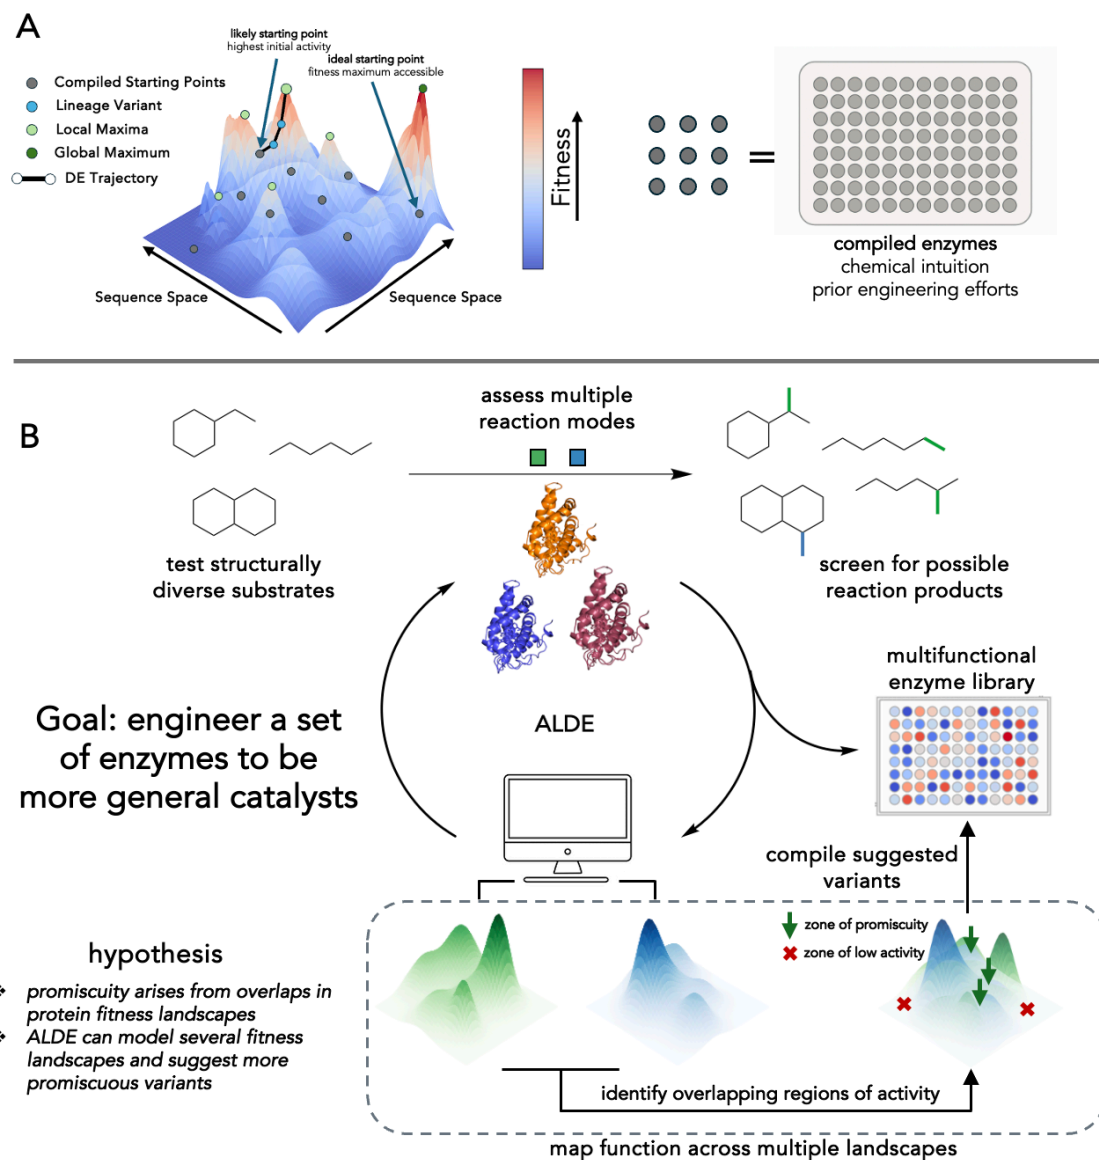 A
likely starting point
highest initial activity
ideal starting point
fitness maximum accessible
Compiled Starting Points
Lineage Variant
Local Maxima
Global Maximum
DE Trajectory
Sequence Space
Sequence Space
Fitness
=
compiled enzymes
chemical intuition
prior engineering efforts
B
assess multiple
reaction modes
test structurally
diverse substrates
screen for possible
reaction products
multifunctional
enzyme library
Goal: engineer a set
of enzymes to be
more general catalysts
ALDE
compile suggested
variants
zone of promiscuity
zone of low activity
hypothesis
promiscuity arises from overlaps in
protein fitness landscapes
ALDE can model several fitness
landscapes and suggest more
promiscuous variants
identify overlapping regions of activity
map function across multiple landscapes